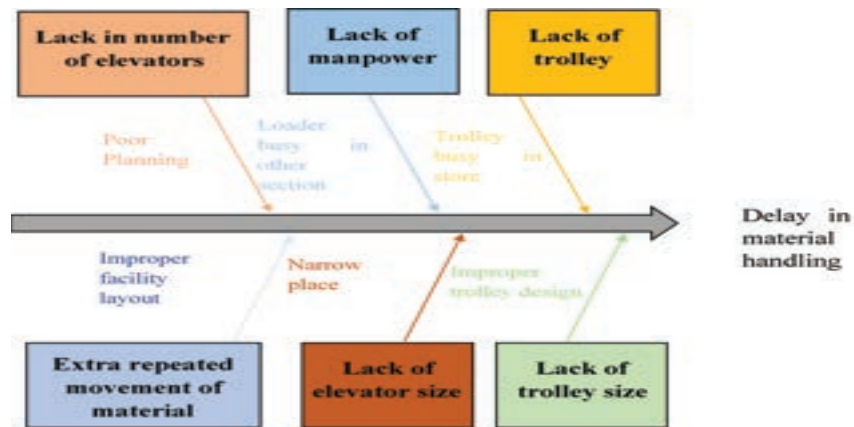 Lack in number
of elevators
Lack of
manpower
Lack of
trolley
Poor
Planning
Loader
busy in
other
section
Trolley
busy in
store
Delay in
material
handling
Improper
facility
layout
Narrow
place
Improper
trolley design
Extra repeated
movement of
material
Lack of
elevator size
Lack of
trolley size